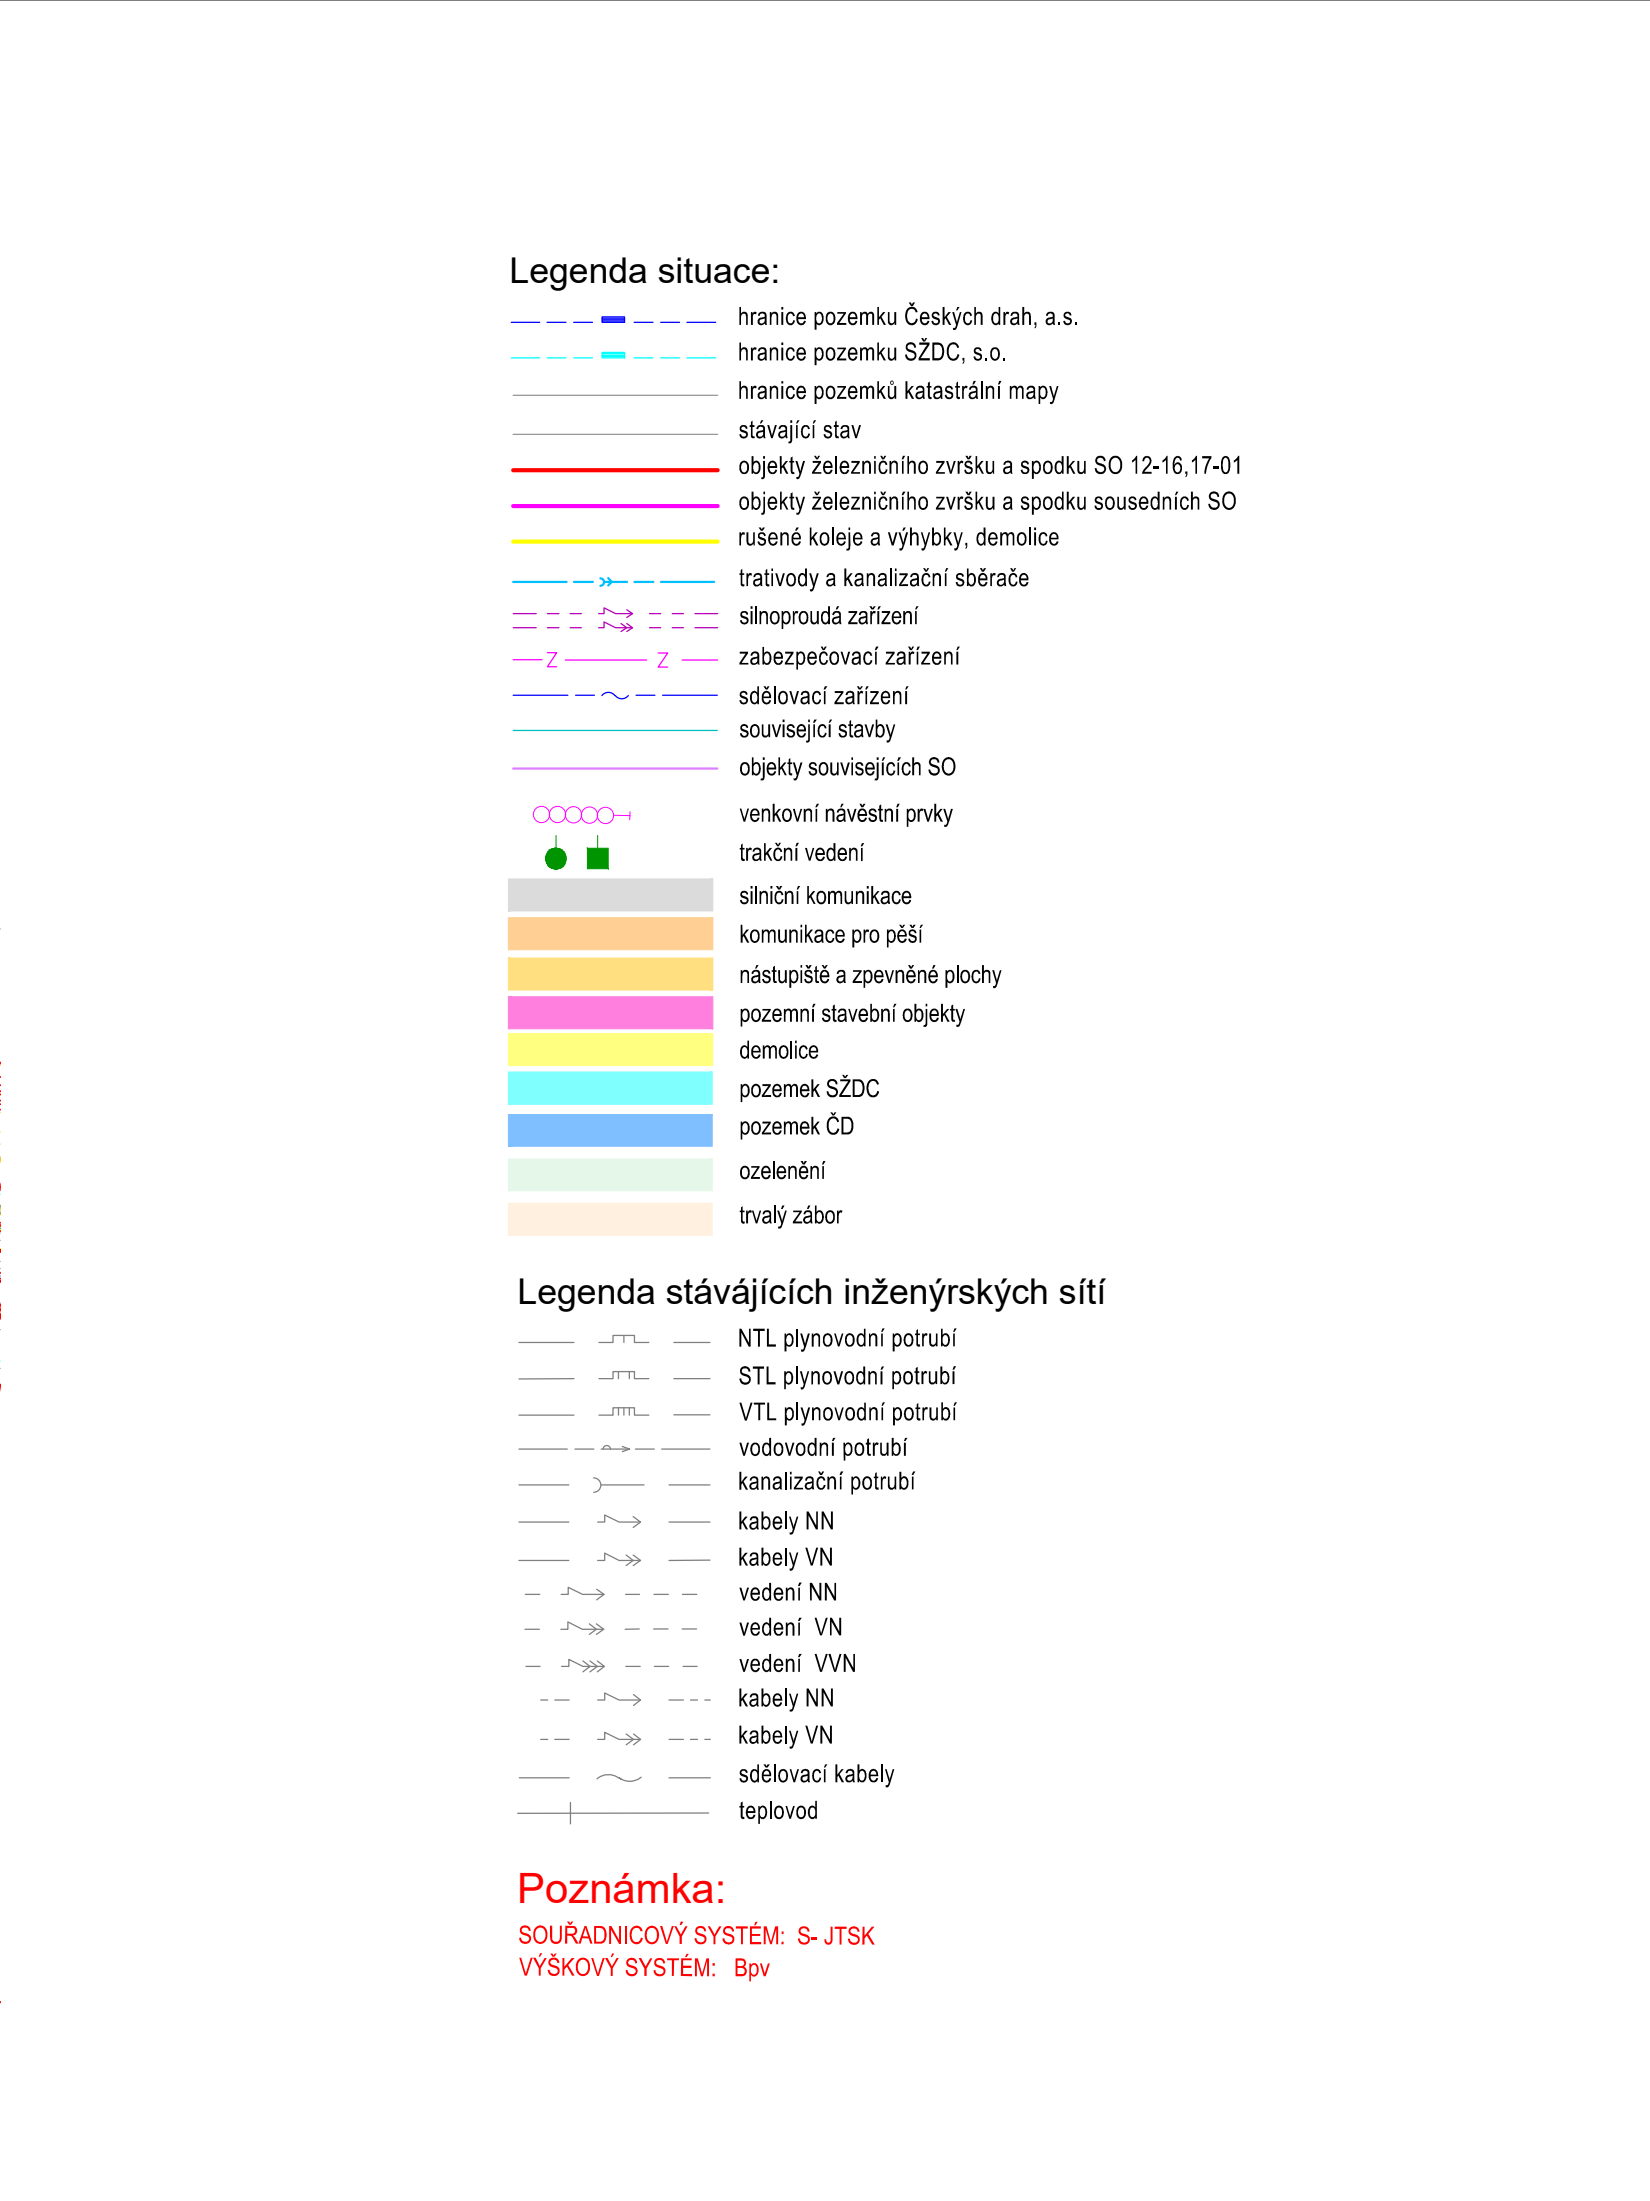 Legenda situace:
hranice pozemku Českých drah, a.s.
hranice pozemku SŽDC, s.o.
hranice pozemků katastrální mapy
stávající stav
objekty železničního zvršku a spodku SO 12-16,17-01
objekty železničního zvršku a spodku sousedních SO
rušené koleje a výhybky, demolice
trativody a kanalizační sběrače
silnoproudá zařízení
Z Z zabezpečovací zařízení
sdělovací zařízení
související stavby
objekty souvisejících SO
venkovní návěstní prvky
trakční vedení
silniční komunikace
komunikace pro pěší
nástupiště a zpevněné plochy
pozemní stavební objekty
demolice
pozemek SŽDC
pozemek ČD
ozelenění
trvalý zábor
Legenda stávájících inženýrských sítí
NTL plynovodní potrubí
STL plynovodní potrubí
VTL plynovodní potrubí
vodovodní potrubí
kanalizační potrubí
kabely NN
kabely VN
vedení NN
vedení VN
vedení VVN
kabely NN
kabely VN
sdělovací kabely
teplovod
Poznámka:
SOUŘADNICOVÝ SYSTÉM: S- JTSK
VÝŠKOVÝ SYSTÉM: Bpv